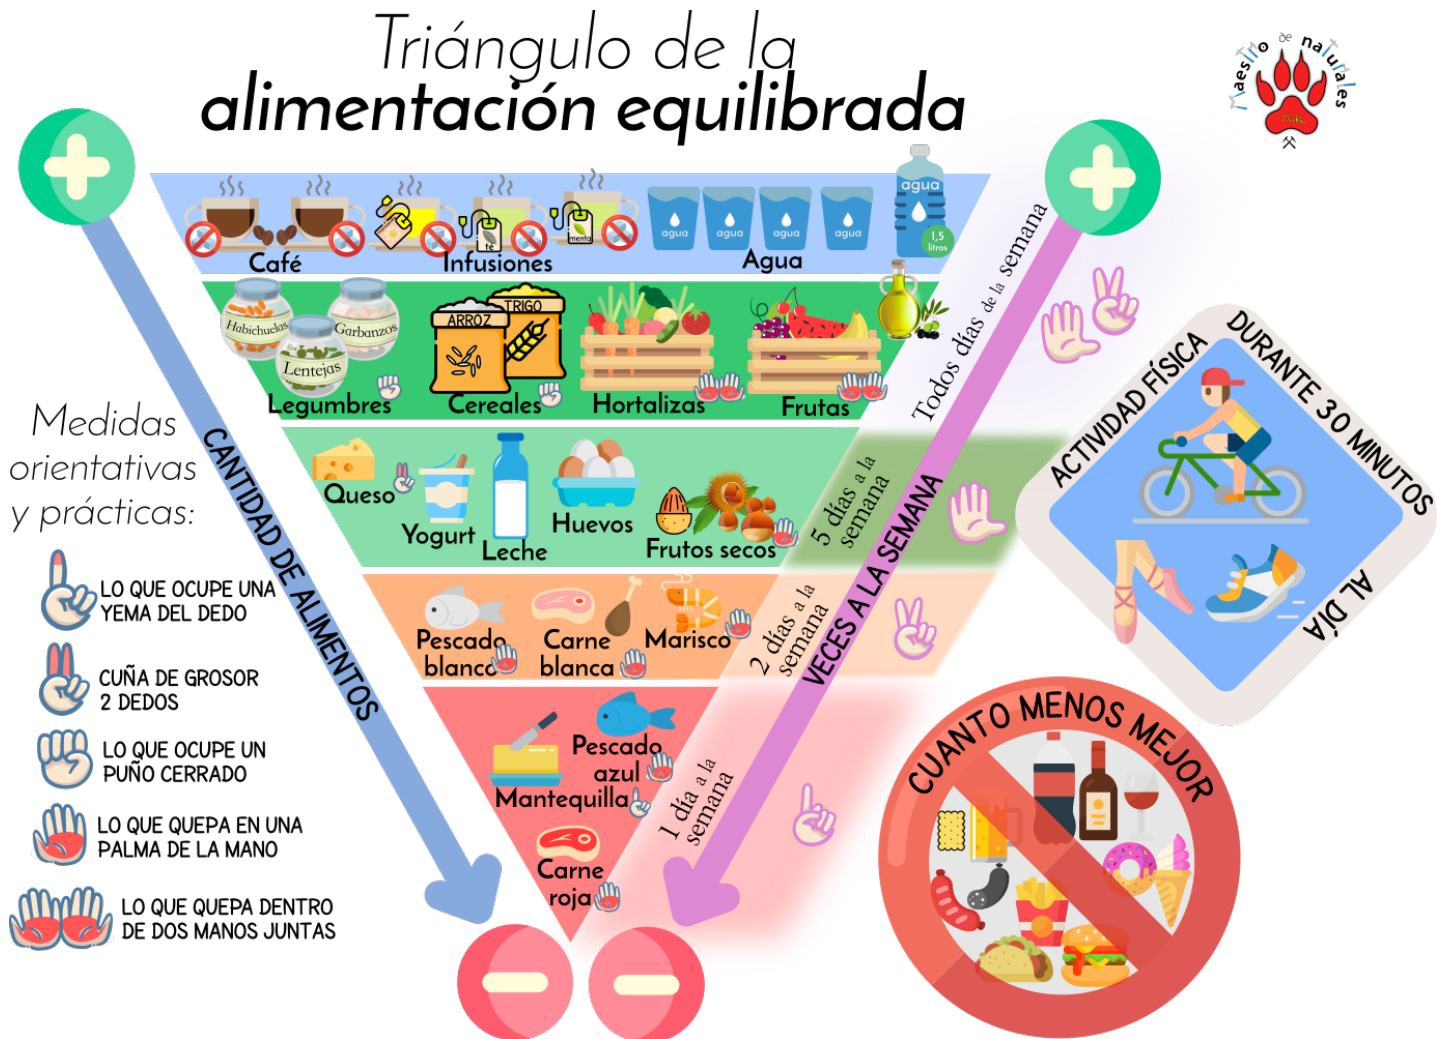 Triángulo de la
alimentación equilibrada
Maestro de naturales
agua
1,5
litros
agua
agua
agua
agua
té
menta
Café
Infusiones
Agua
Habichuelas
Garbanzos
Lentejas
ARROZ
TRIGO
Legumbres
Cereales
Hortalizas
Frutas
Queso
Yogurt
Leche
Huevos
Frutos secos
Pescado
blanco
Carne
blanca
Marisco
Pescado
azul
Mantequilla
Carne
roja
CANTIDAD DE ALIMENTOS
VECES A LA SEMANA
Todos días de la semana
5 días a la
semana
2 días a la
semana
1 día a la
semana
Medidas
orientativas
y prácticas:
LO QUE OCUPE UNA
YEMA DEL DEDO
CUÑA DE GROSOR
2 DEDOS
LO QUE OCUPE UN
PUÑO CERRADO
LO QUE QUEPA EN UNA
PALMA DE LA MANO
LO QUE QUEPA DENTRO
DE DOS MANOS JUNTAS
ACTIVIDAD FÍSICA
DURANTE 30 MINUTOS
AL DÍA
CUANTO MENOS MEJOR